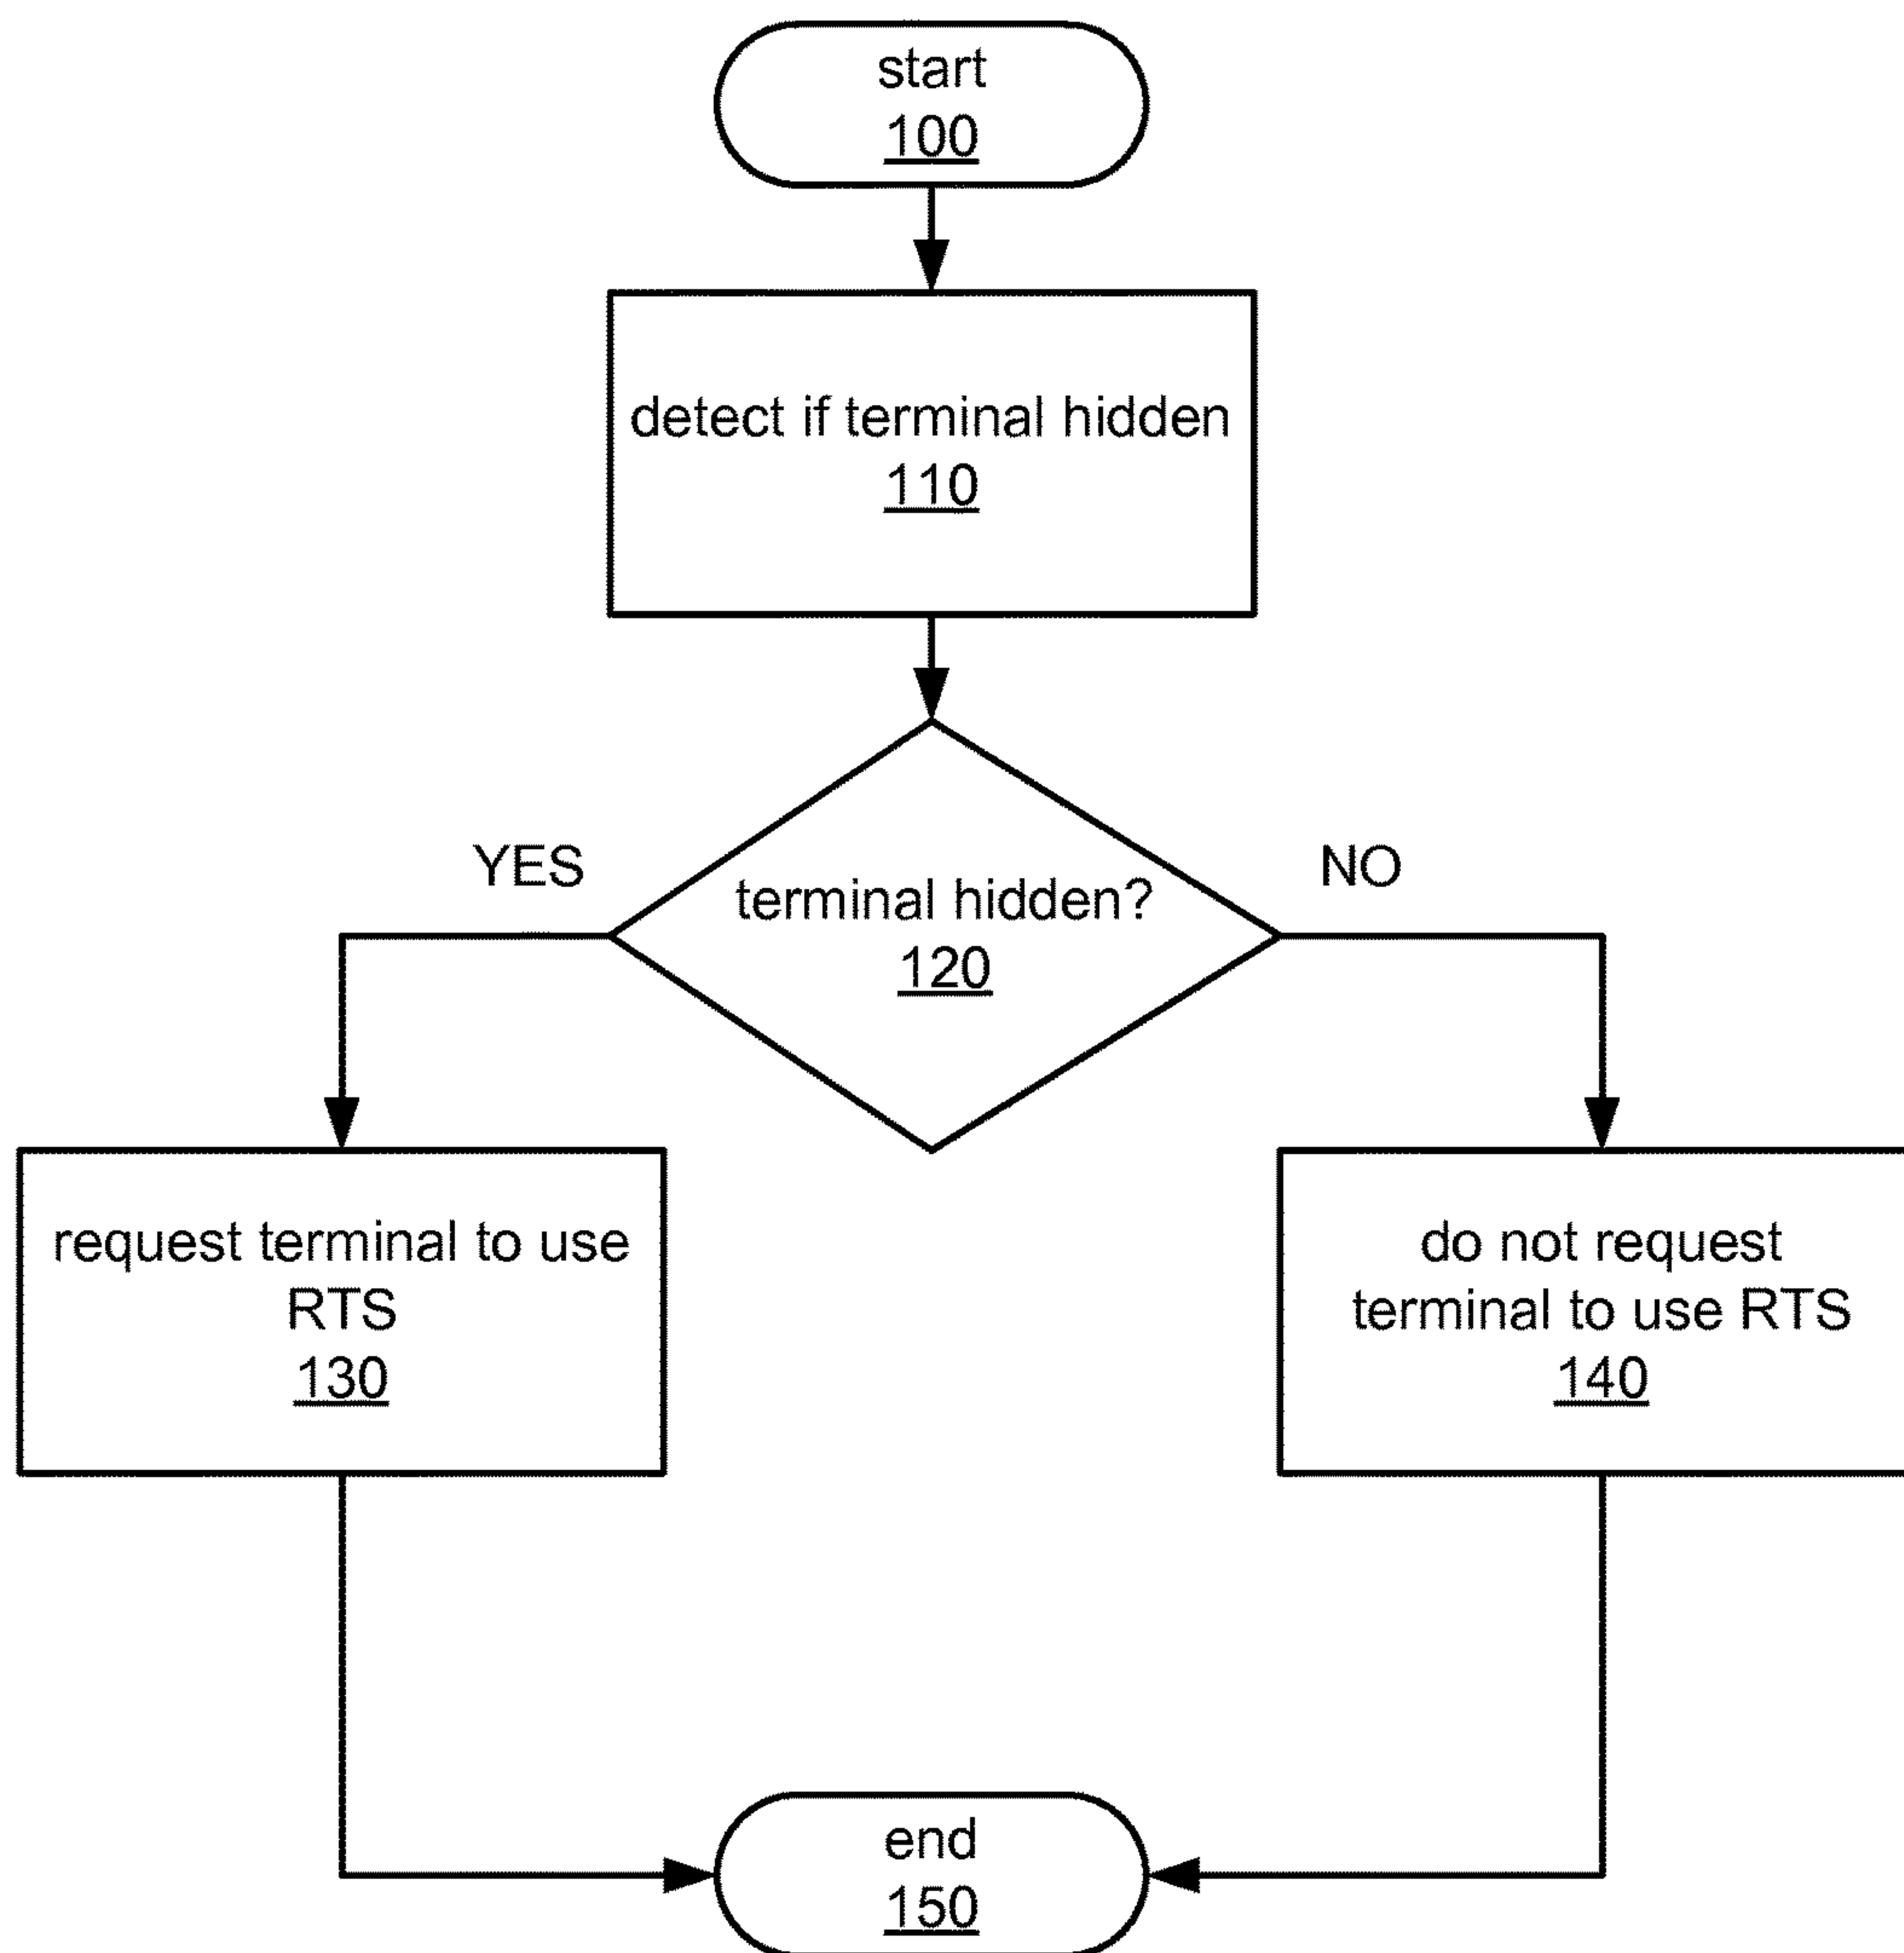 start
100
detect if terminal hidden
110
YES
NO
terminal hidden?
120
request terminal to use
RTS
130
do not request
terminal to use RTS
140
end
150